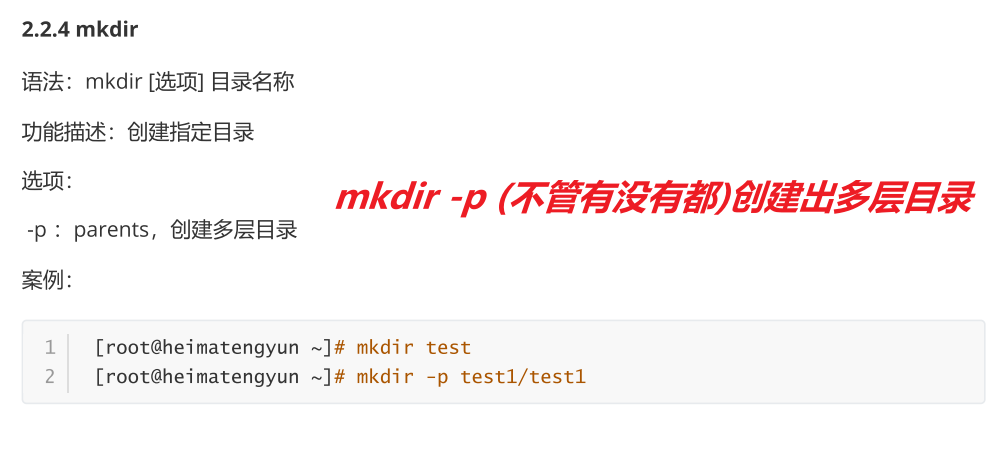 2.2.4 mkdir
语法：mkdir [选项] 目录名称
功能描述：创建指定目录
选项：
mkdir -p (不管有没有都)创建出多层目录
-p ：parents，创建多层目录
案例：
1 [root@heimatengyun ~]# mkdir test
2 [root@heimatengyun ~]# mkdir -p test1/test1